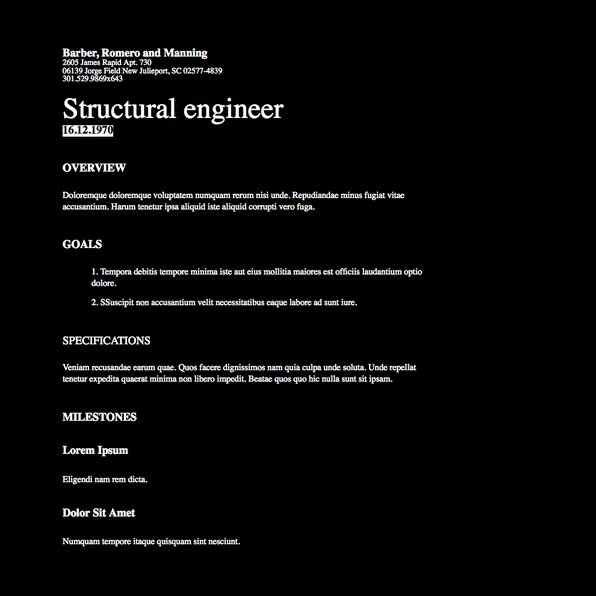 Barber, Romero and Manning
2605 James Rapid Apt. 730
06139 Jorge Field New Julieport, SC 02577-4839
301.529.9869x643
Structural engineer
16.12.1970
OVERVIEW
Doloremque doloremque voluptatem numquam rerum nisi unde. Repudiandae minus fugiat vitae
accusantium. Harum tenetur ipsa aliquid iste aliquid corrupti vero fuga.
GOALS
1. Tempora debitis tempore minima iste aut eius mollitia maiores est officiis laudantium optio
dolore.
2. SSuscipit non accusantium velit necessitatibus eaque labore ad sunt iure.
SPECIFICATIONS
Veniam recusandae earum quae. Quos facere dignissimos nam quia culpa unde soluta. Unde repellat
tenetur expedita quaerat minima non libero impedit. Beatae quos quo hic nulla sunt sit ipsam.
MILESTONES
Lorem Ipsum
Eligendi nam rem dicta.
Dolor Sit Amet
Numquam tempore itaque quisquam sint nesciunt.